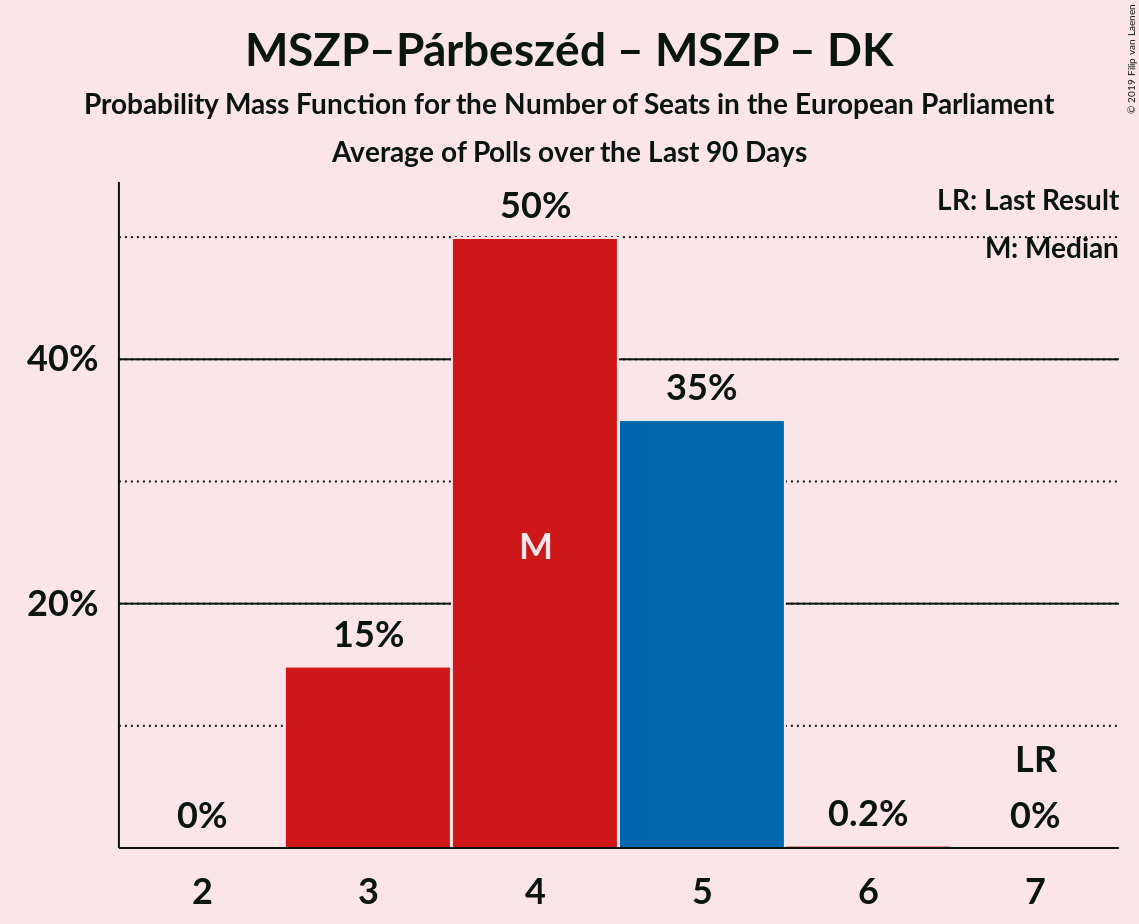 MSZP–Párbeszéd – MSZP – DK
Probability Mass Function for the Number of Seats in the European Parliament
Average of Polls over the Last 90 Days
© 2019 Filip van Laenen
LR: Last Result
M: Median
50%
40%
35%
M
20%
15%
LR
0%
0.2%
0%
2 3 4 5 6 7